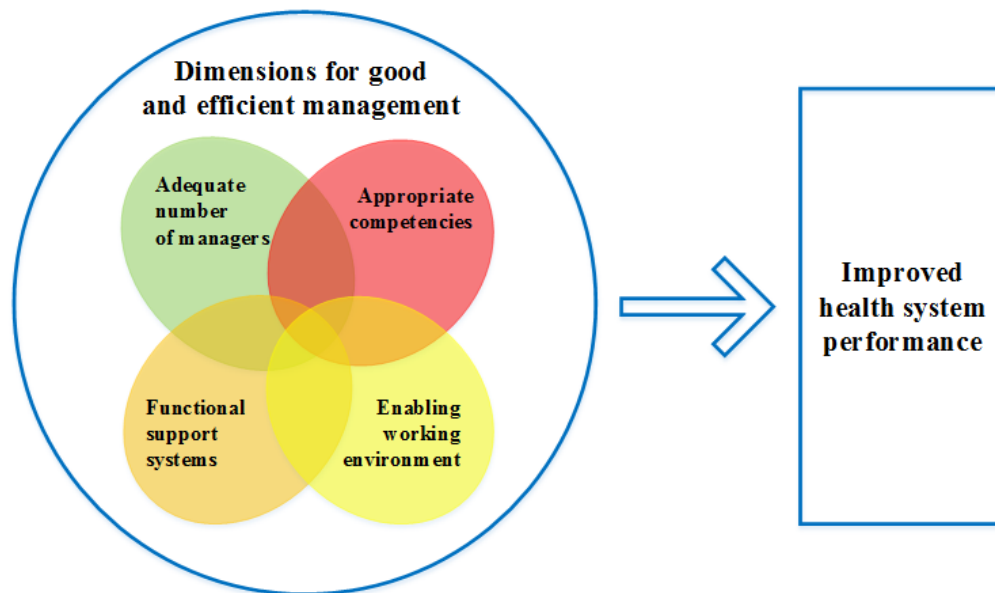 Dimensions for good
and efficient management
Adequate
number
of managers
Appropriate
competencies
Functional
support
systems
Enabling
working
environment
Improved
health system
performance